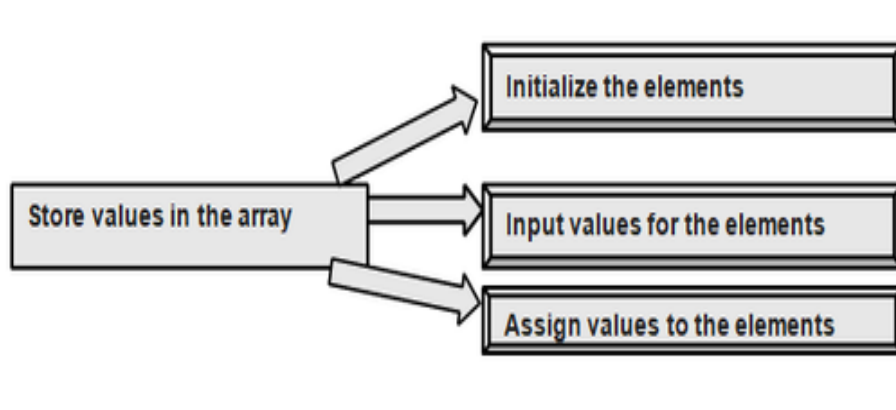 Initialize the elements
Store values in the array
Input values for the elements
Assign values to the elements